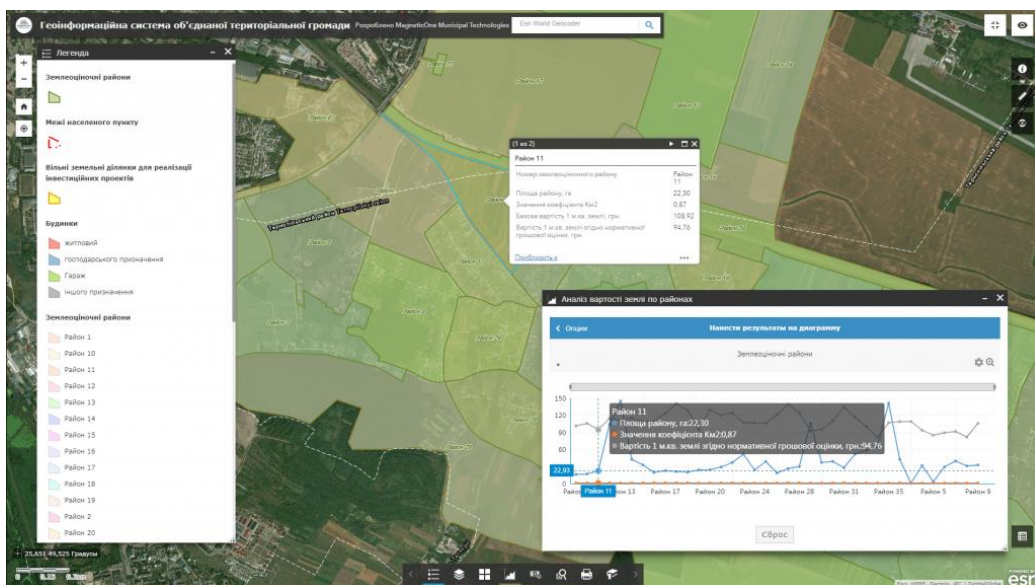 Геоінформаційна система об'єднаної територіальної громади Розроблено MagneticOne Municipal Technologies
Esri World Geocoder
Легенда
Землеоціночні райони
Межі населеного пункту
Вільні земельні ділянки для реалізації
інвестиційних проектів
Будинки
житловий
господарського призначення
Гараж
іншого призначення
Землеоціночні райони
Район 1
Район 10
Район 11
Район 12
Район 13
Район 14
Район 15
Район 16
Район 17
Район 18
Район 19
Район 2
Район 20
(1 из 2)
Район 11
Номер землеоціночного району Район 11
Площа району, га 22,30
Значення коефіцієнта Км2 0,87
Базова вартість 1 м.кв. землі, грн. 108,92
Вартість 1 м.кв. землі згідно нормативної
грошової оцінки, грн. 94,76
Приблизить к
Аналіз вартості землі по районах
Опции
Нанести результаты на диаграмму
Землеоціночні райони
150
120
90
60
22,93
0
Район 11
Площа району, га:22,30
Значення коефіцієнта Км2:0,87
Вартість 1 м.кв. землі згідно нормативної грошової оцінки, грн.:94,76
Район 11
Район 17
Район 20
Район 24
Район 28
Район 31
Район 35
Район 5
Район 9
Сброс
25,653 49,525 Градусы